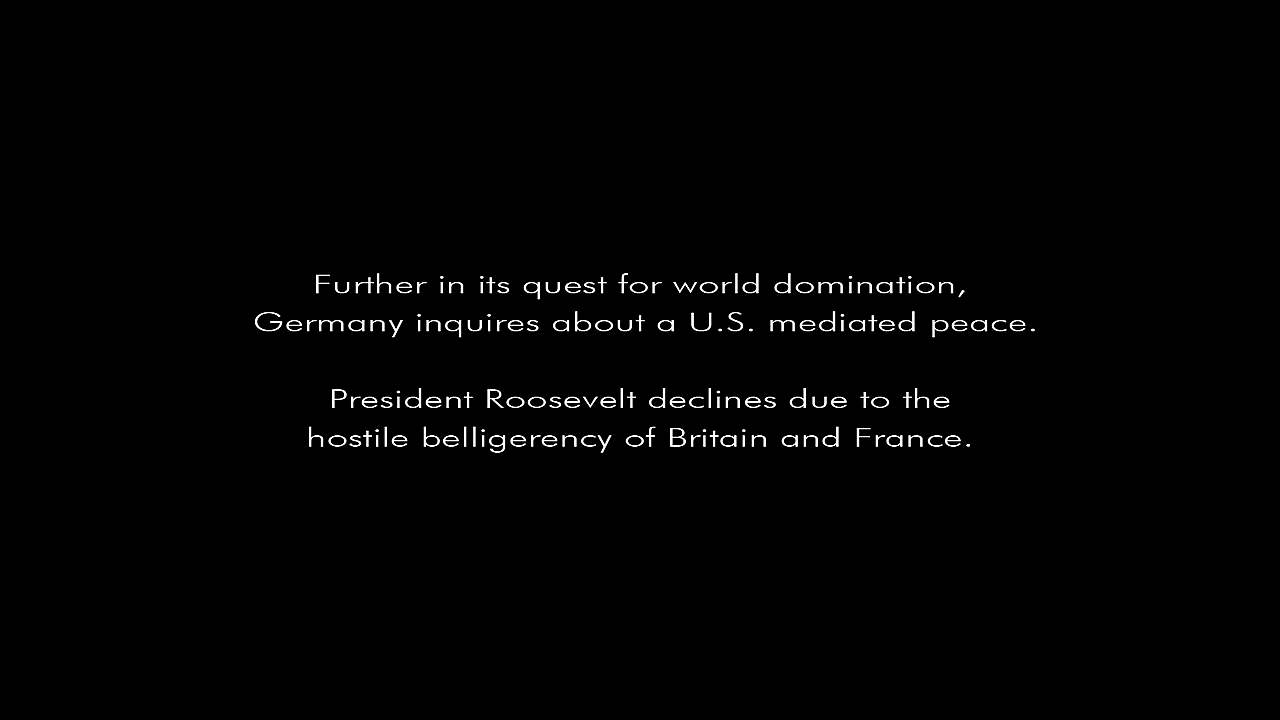 Further in its quest for world domination,
Germany inquires about a U.S. mediated peace.
President Roosevelt declines due to the
hostile belligerency of Britain and France.